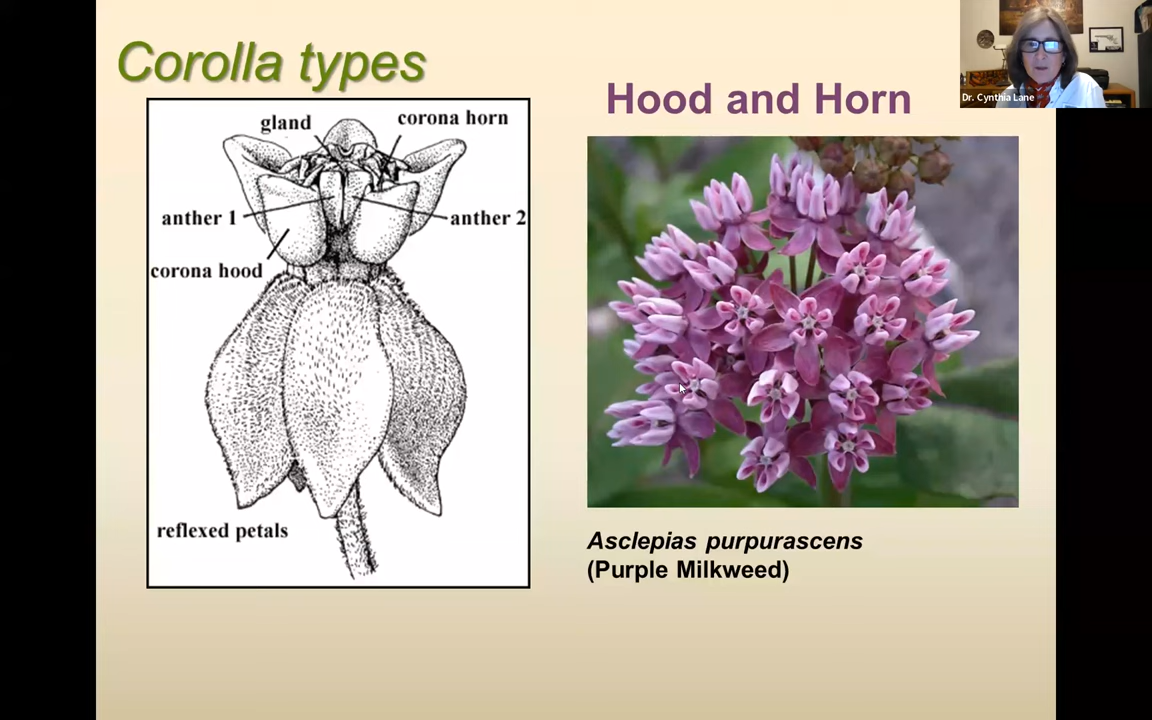 Corolla types
Hood and Horn
Dr. Cynthia Lane
gland
corona horn
anther 1
anther 2
corona hood
reflexed petals
Asclepias purpurascens
(Purple Milkweed)